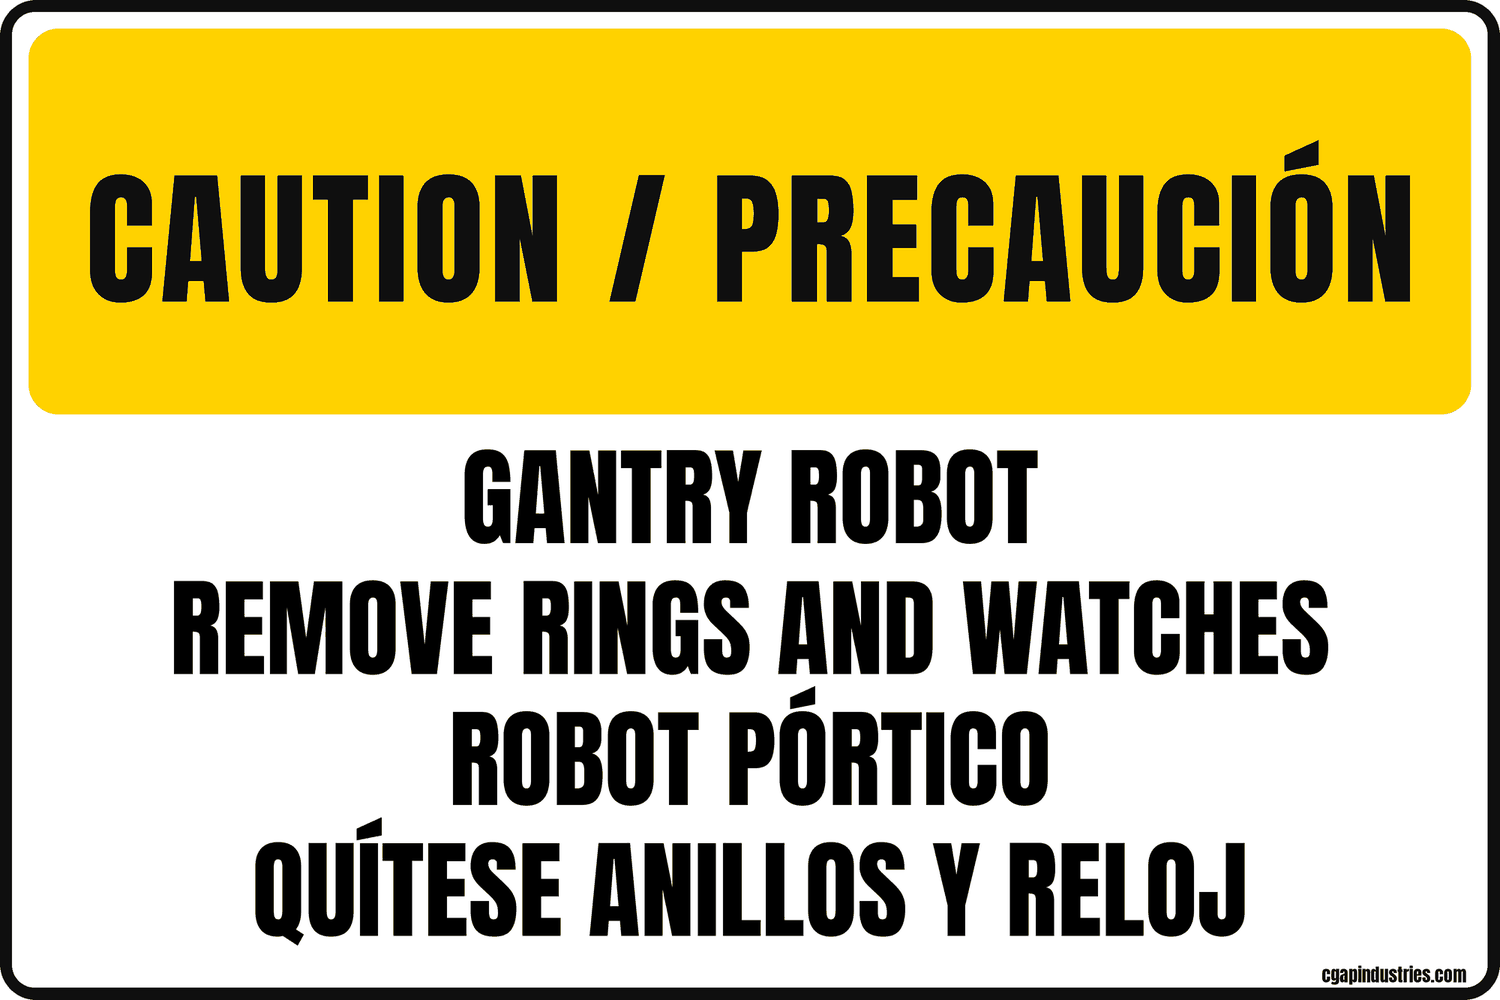 CAUTION / PRECAUCIÓN
GANTRY ROBOT
REMOVE RINGS AND WATCHES
ROBOT PÓRTICO
QUÍTESE ANILLOS Y RELOJ
cgapindustries.com